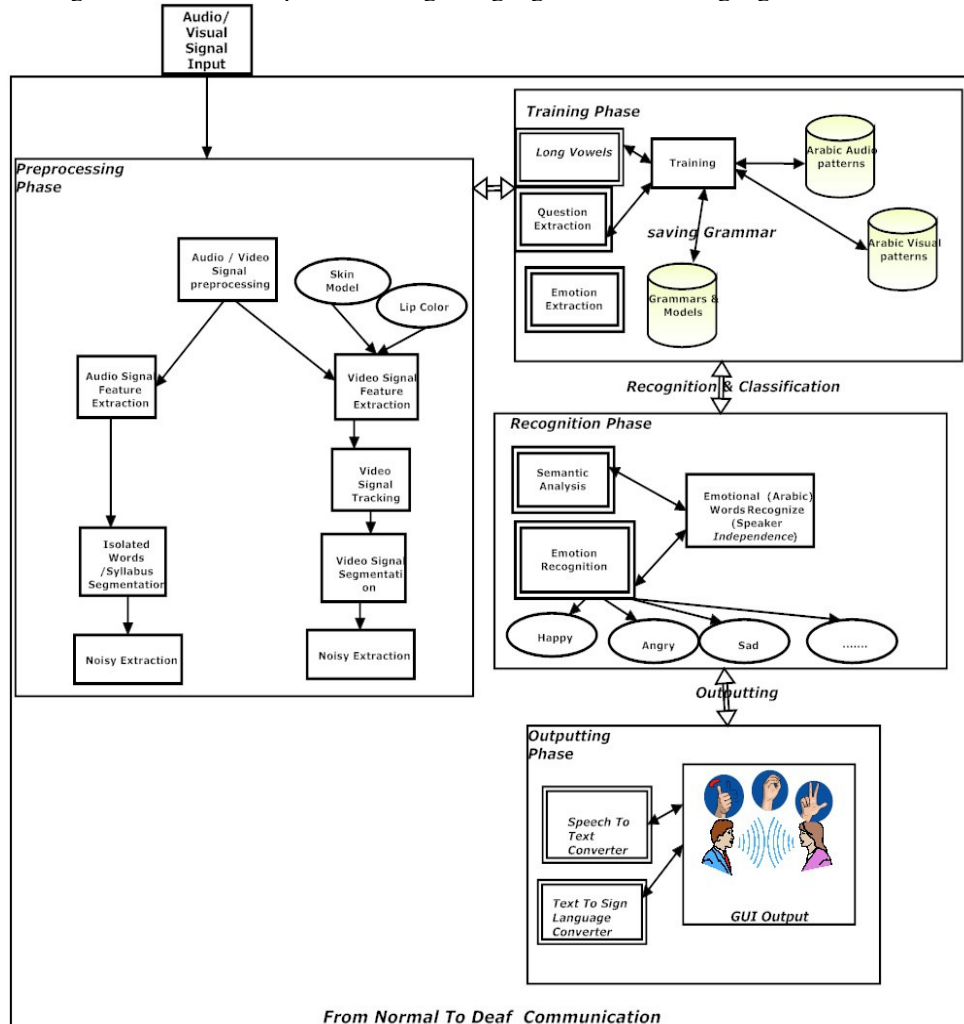 Audio/
Visual
Signal
Input
Preprocessing
Phase
Audio / Video
Signal
preprocessing
Skin
Model
Lip Color
Audio Signal
Feature
Extraction
Video Signal
Feature
Extraction
Video
Signal
Tracking
Isolated
Words
/Syllabus
Segmentation
Video Signal
Segmentati
on
Noisy Extraction
Noisy Extraction
Training Phase
Long Vowels
Training
Arabic Audio
patterns
Question
Extraction
saving Grammar
Arabic Visual
patterns
Emotion
Extraction
Grammars &
Models
Recognition & Classification
Recognition Phase
Semantic
Analysis
Emotional (Arabic)
Words Recognize
(Speaker
Independence)
Emotion
Recognition
Happy
Angry
Sad
.......
Outputting
Outputting
Phase
Speech To
Text
Converter
Text To Sign
Language
Converter
GUI Output
From Normal To Deaf Communication